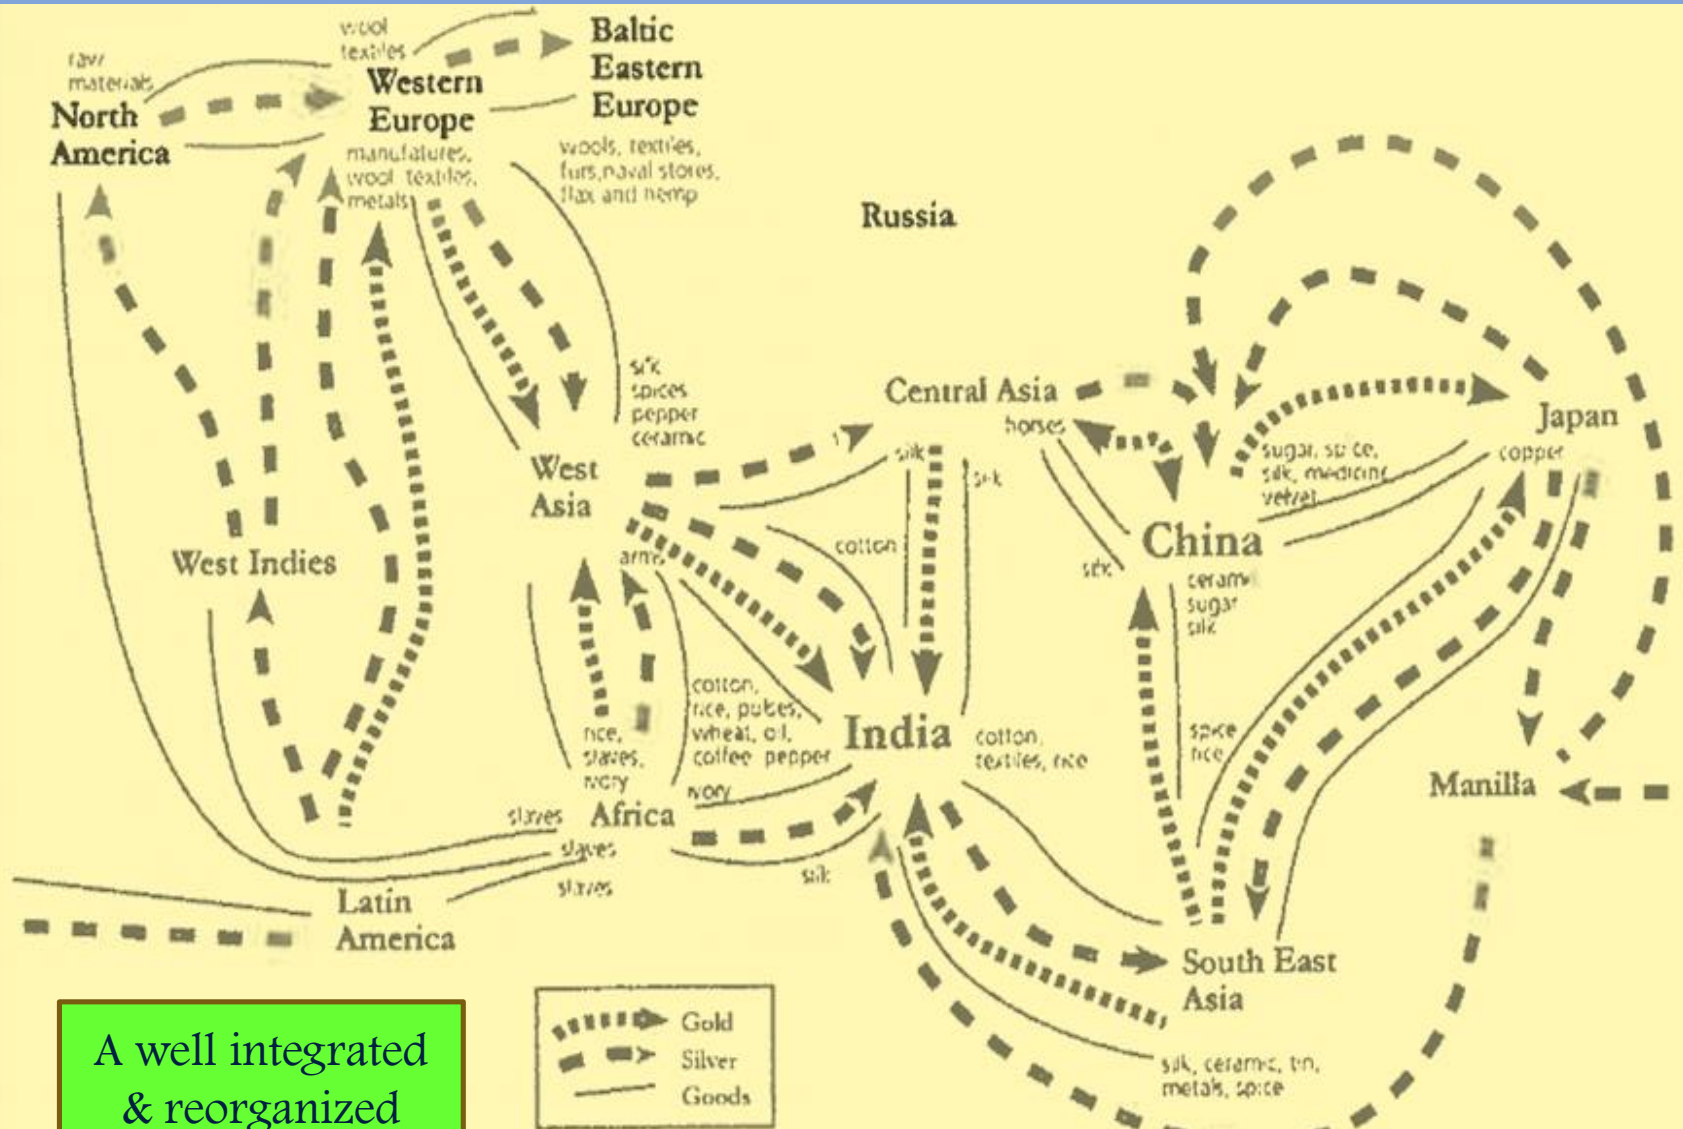 wool
textiles
Baltic
Eastern
Europe
raw
materials
Western
Europe
North
America
manufatures,
wool textiles,
metals
wools, textiles,
furs, naval stores,
flax and hemp
Russia
silk
spices
pepper
ceramic
Central Asia
horses
Japan
copper
sugar, spice,
silk, medicine
velvet
West
Asia
silk
silk
cotton
arms
China
silk
ceramic
sugar
silk
West Indies
cotton,
rice, pulses,
wheat, oil,
coffee pepper
rice,
slaves,
ivory
India
cotton,
textiles, rice
spice
rice
Manilla
ivory
Africa
slaves
slaves
slaves
silk
Latin
America
South East
Asia
silk, ceramic, tin,
metals, spice
Gold
Silver
Goods
A well integrated
& reorganized